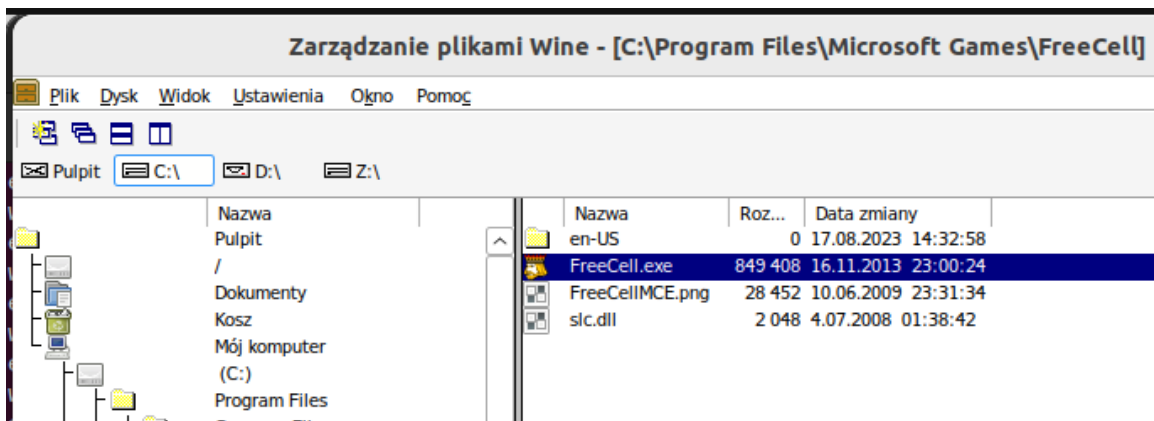 Zarządzanie plikami Wine - [C:\Program Files\Microsoft Games\FreeCell]
Plik Dysk Widok Ustawienia Okno Pomoc
Pulpit C:\ D:\ Z:\
Nazwa
Pulpit
/
Dokumenty
Kosz
Mój komputer
(C:)
Program Files
Nazwa Roz... Data zmiany
en-US 0 17.08.2023 14:32:58
FreeCell.exe 849 408 16.11.2013 23:00:24
FreeCellMCE.png 28 452 10.06.2009 23:31:34
slc.dll 2 048 4.07.2008 01:38:42